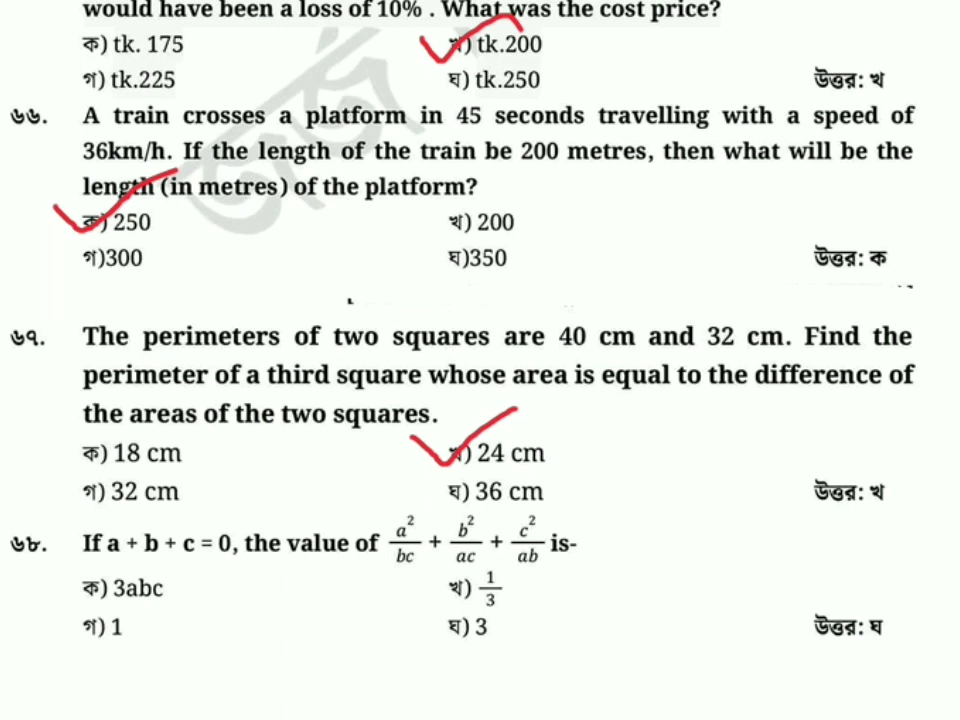 would have been a loss of 10% . What was the cost price?
ক) tk. 175 খ) tk.200
গ) tk.225 ঘ) tk.250 উত্তর: খ
৬৬. A train crosses a platform in 45 seconds travelling with a speed of
36km/h. If the length of the train be 200 metres, then what will be the
length (in metres) of the platform?
ক) 250 খ) 200
গ)300 ঘ)350 উত্তর: ক
৬৭. The perimeters of two squares are 40 cm and 32 cm. Find the
perimeter of a third square whose area is equal to the difference of
the areas of the two squares.
ক) 18 cm খ) 24 cm
গ) 32 cm ঘ) 36 cm উত্তর: খ
৬৮. If a + b + c = 0, the value of a²/bc + b²/ac + c²/ab is-
ক) 3abc খ) 1/3
গ) 1 ঘ) 3 উত্তর: ঘ